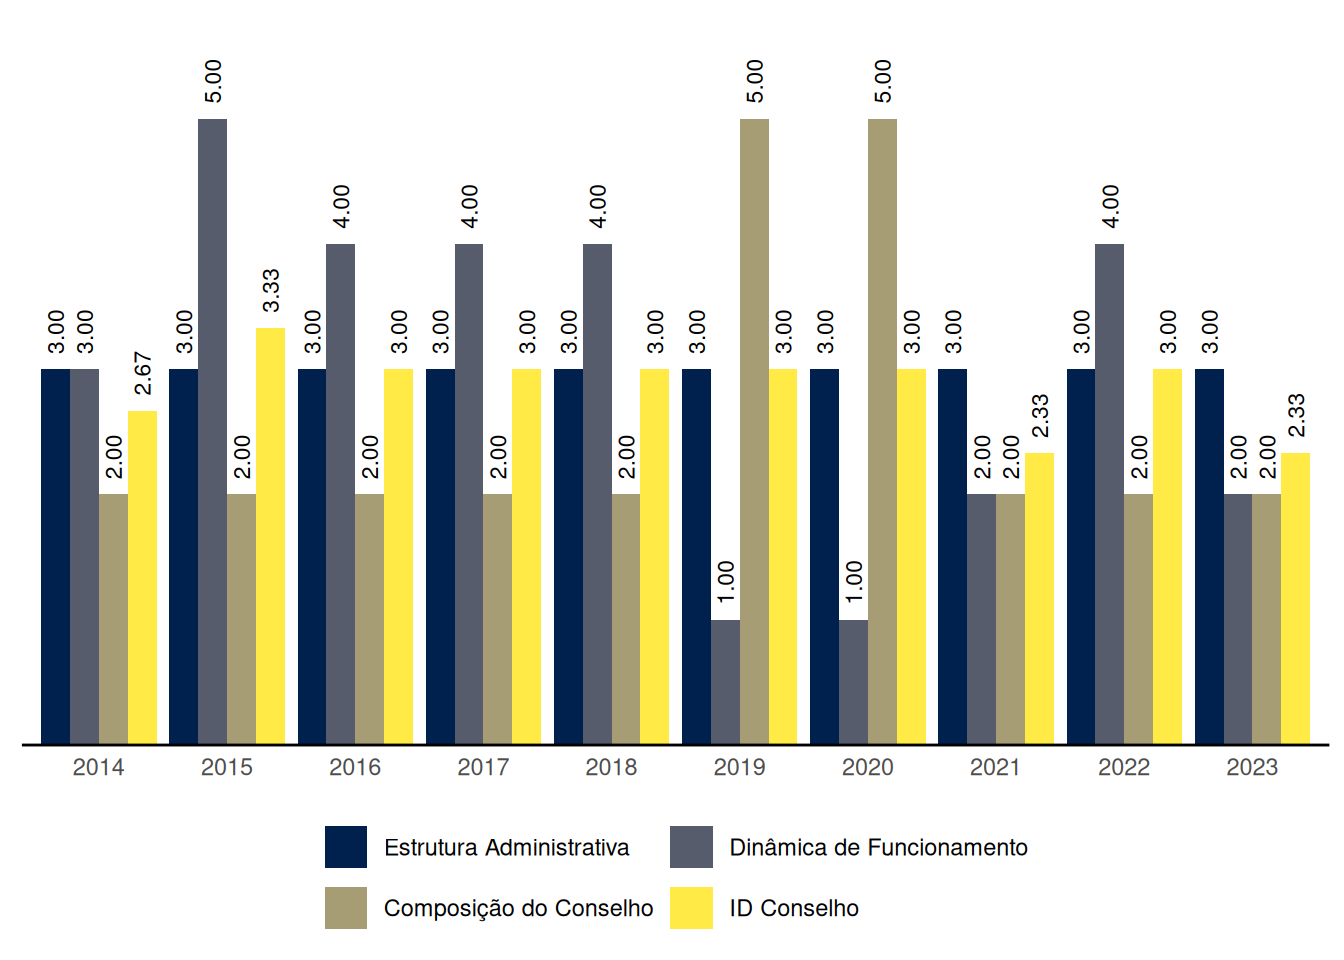 3.00 3.00 2.00 2.67 3.00 5.00 2.00 3.33 3.00 4.00 2.00 3.00 3.00 4.00 2.00 3.00 3.00 4.00 2.00 3.00 3.00 1.00 5.00 3.00 3.00 1.00 5.00 3.00 3.00 2.00 2.00 2.33 3.00 4.00 2.00 3.00 3.00 2.00 2.00 2.33
2014 2015 2016 2017 2018 2019 2020 2021 2022 2023
Estrutura Administrativa Dinâmica de Funcionamento
Composição do Conselho ID Conselho